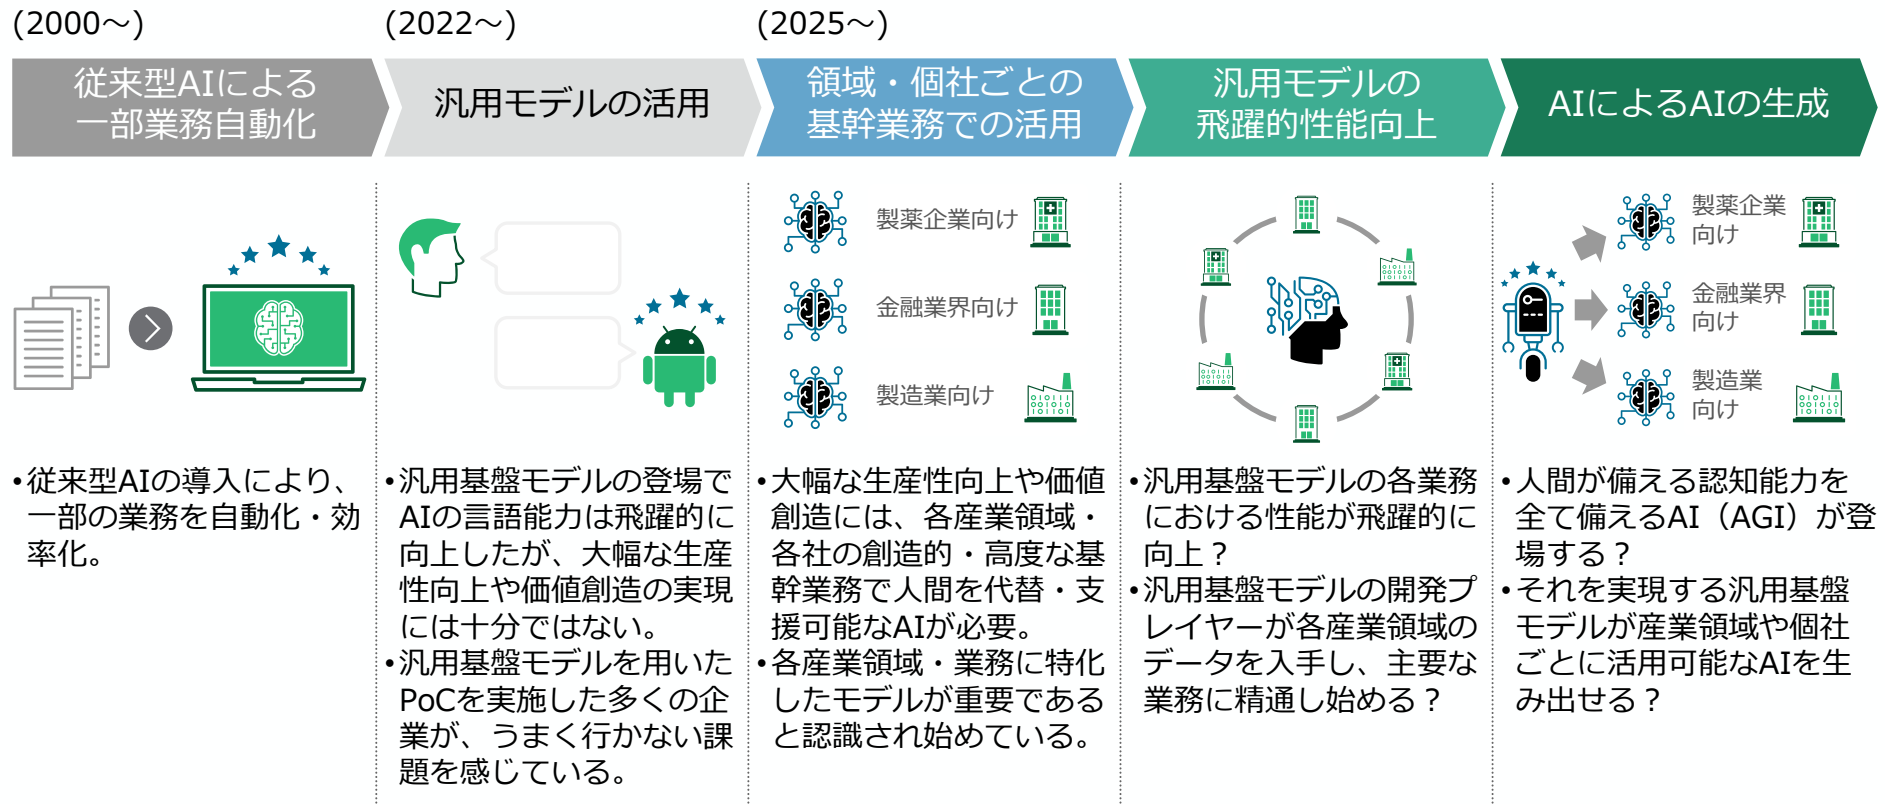 (2000～)
(2022～)
(2025～)
従来型AIによる
一部業務自動化
汎用モデルの活用
領域・個社ごとの
基幹業務での活用
汎用モデルの
飛躍的性能向上
AIによるAIの生成
•従来型AIの導入により、
一部の業務を自動化・効
率化。
•汎用基盤モデルの登場で
AIの言語能力は飛躍的に
向上したが、大幅な生産
性向上や価値創造の実現
には十分ではない。
•汎用基盤モデルを用いた
PoCを実施した多くの企
業が、うまく行かない課
題を感じている。
製薬企業向け
金融業界向け
製造業向け
•大幅な生産性向上や価値
創造には、各産業領域・
各社の創造的・高度な基
幹業務で人間を代替・支
援可能なAIが必要。
•各産業領域・業務に特化
したモデルが重要である
と認識され始めている。
•汎用基盤モデルの各業務
における性能が飛躍的に
向上？
•汎用基盤モデルの開発プ
レイヤーが各産業領域の
データを入手し、主要な
業務に精通し始める？
製薬企業
向け
金融業界
向け
製造業
向け
•人間が備える認知能力を
全て備えるAI（AGI）が登
場する？
•それを実現する汎用基盤
モデルが産業領域や個社
ごとに活用可能なAIを生
み出せる？